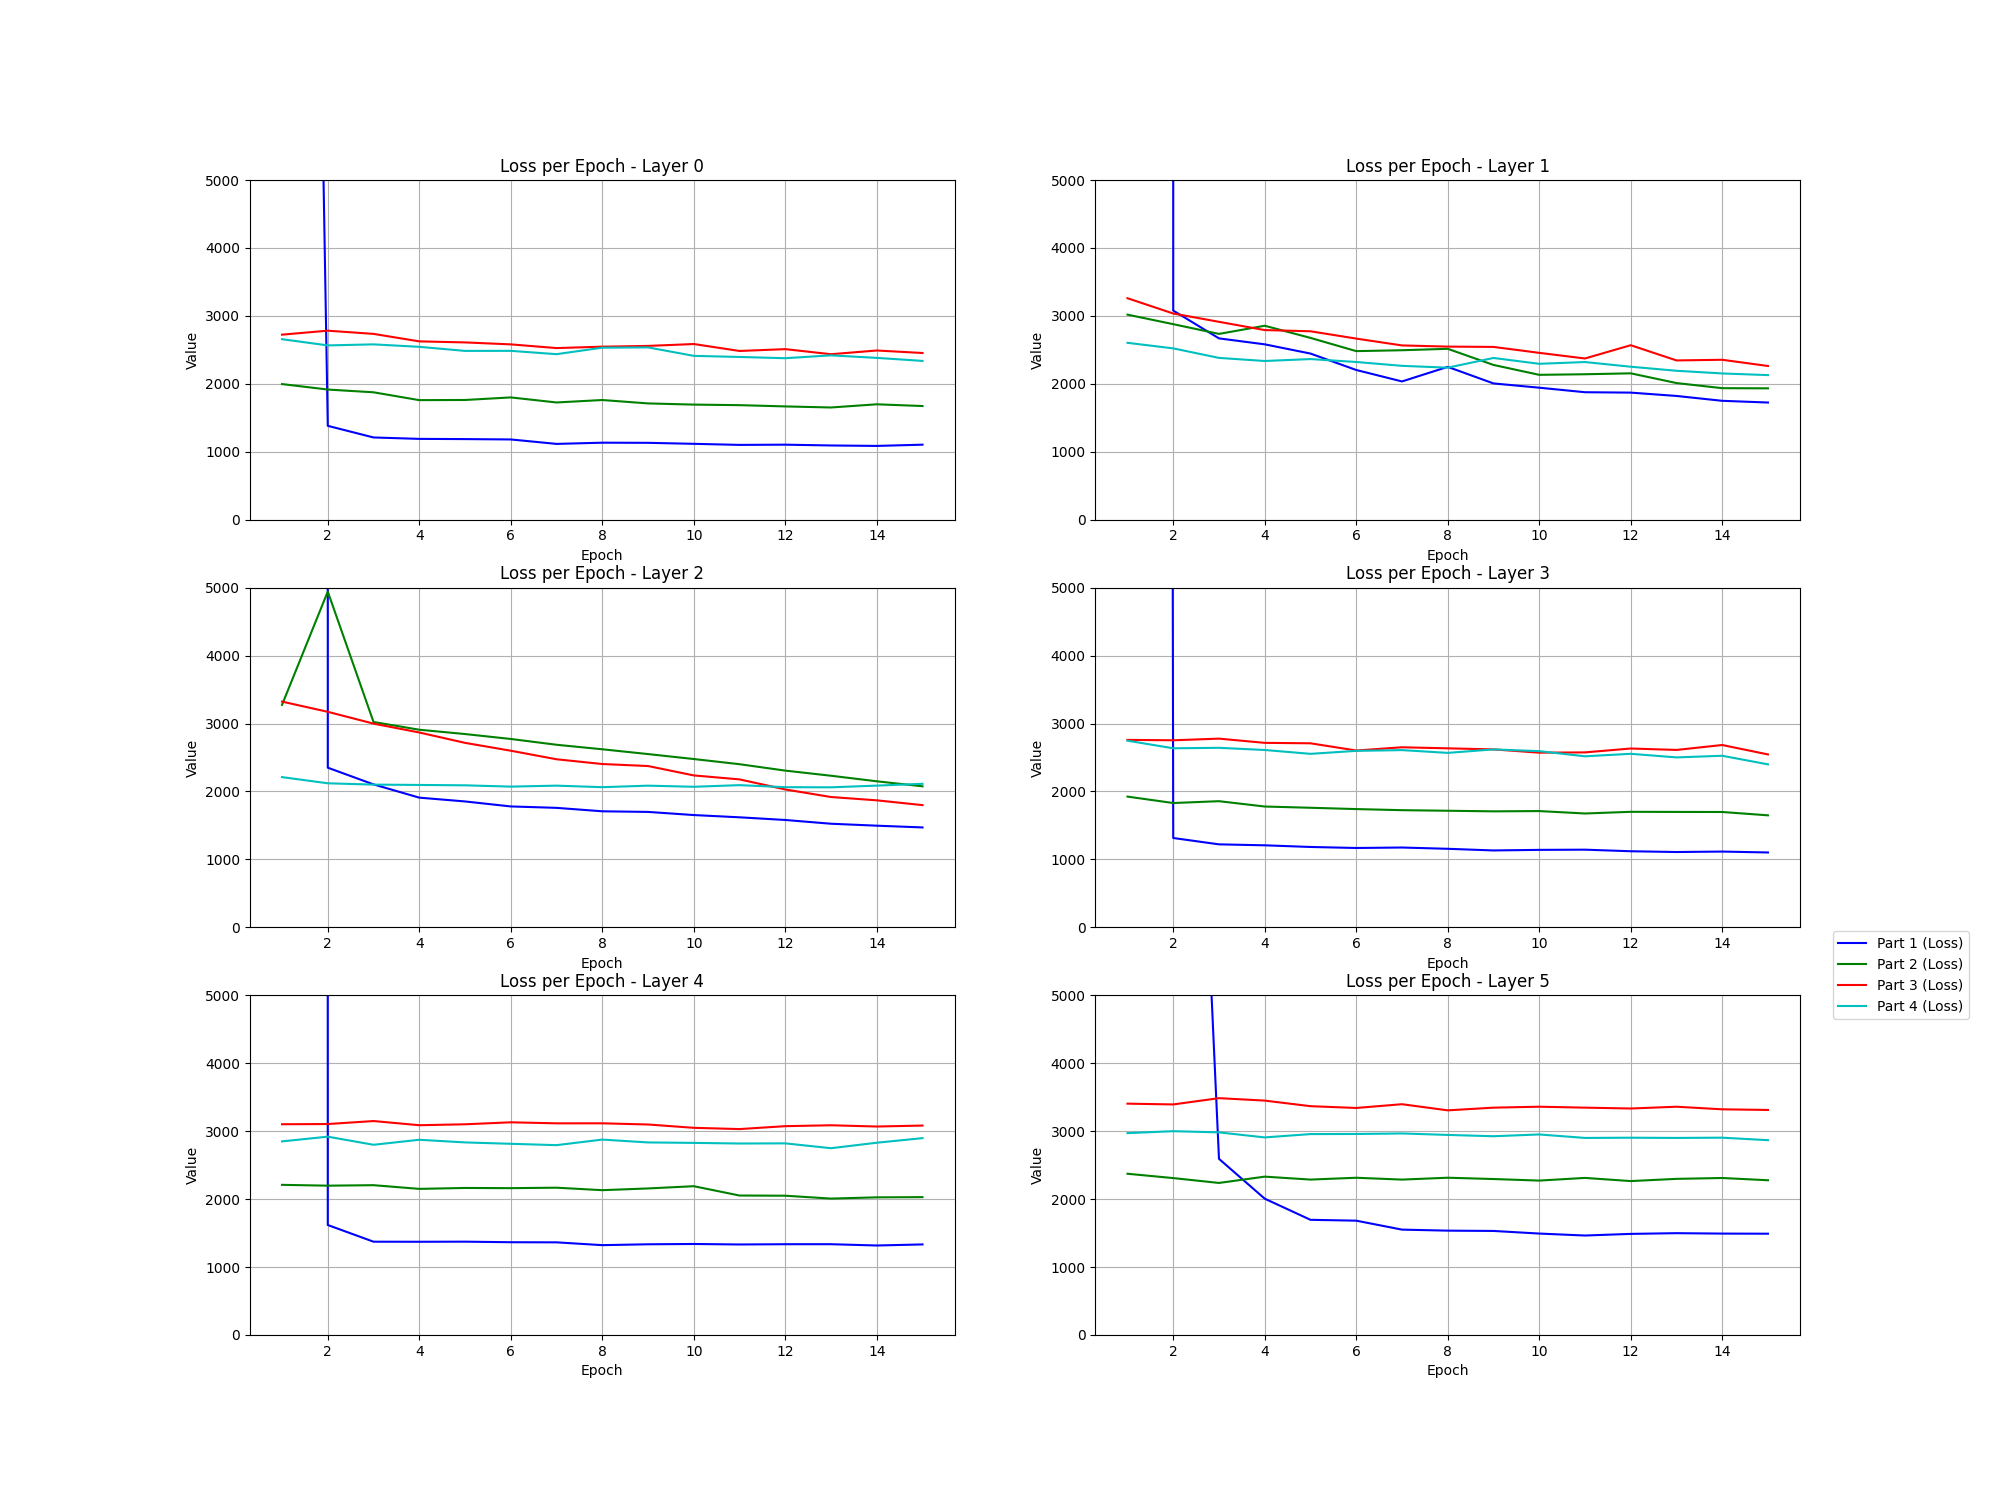 Loss per Epoch - Layer 0
5000
4000
3000
2000
1000
0
Value
2 4 6 8 10 12 14
Epoch
Loss per Epoch - Layer 1
5000
4000
3000
2000
1000
0
Value
2 4 6 8 10 12 14
Epoch
Loss per Epoch - Layer 2
5000
4000
3000
2000
1000
0
Value
2 4 6 8 10 12 14
Epoch
Loss per Epoch - Layer 3
5000
4000
3000
2000
1000
0
Value
2 4 6 8 10 12 14
Epoch
Part 1 (Loss)
Part 2 (Loss)
Part 3 (Loss)
Part 4 (Loss)
Loss per Epoch - Layer 4
5000
4000
3000
2000
1000
0
Value
2 4 6 8 10 12 14
Epoch
Loss per Epoch - Layer 5
5000
4000
3000
2000
1000
0
Value
2 4 6 8 10 12 14
Epoch